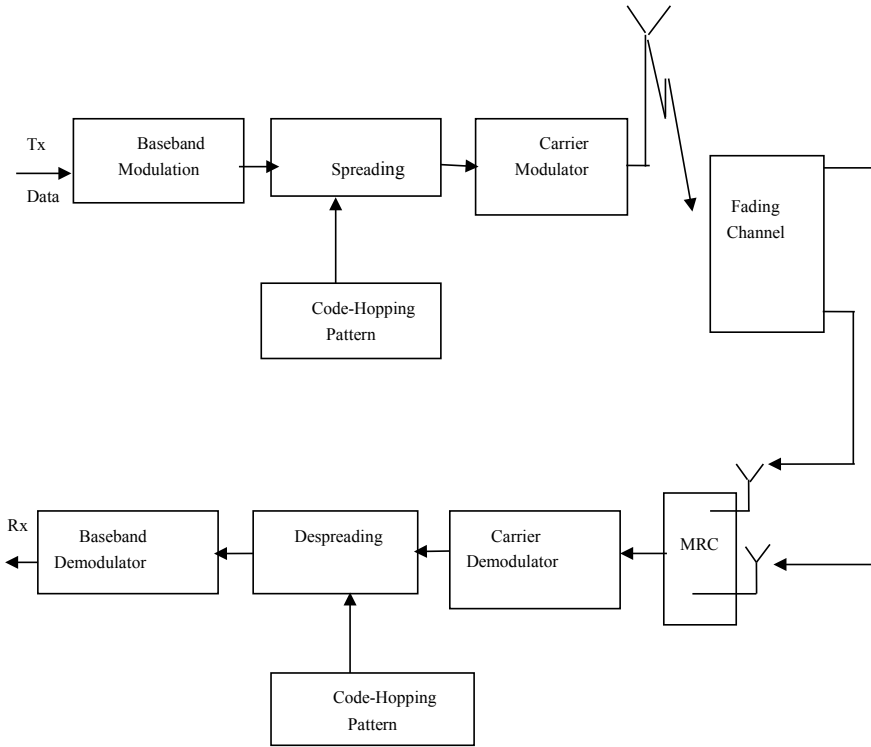 Tx
Data
Baseband
Modulation
Spreading
Carrier
Modulator
Fading
Channel
Code-Hopping
Pattern
Rx
Baseband
Demodulator
Despreading
Carrier
Demodulator
MRC
Code-Hopping
Pattern